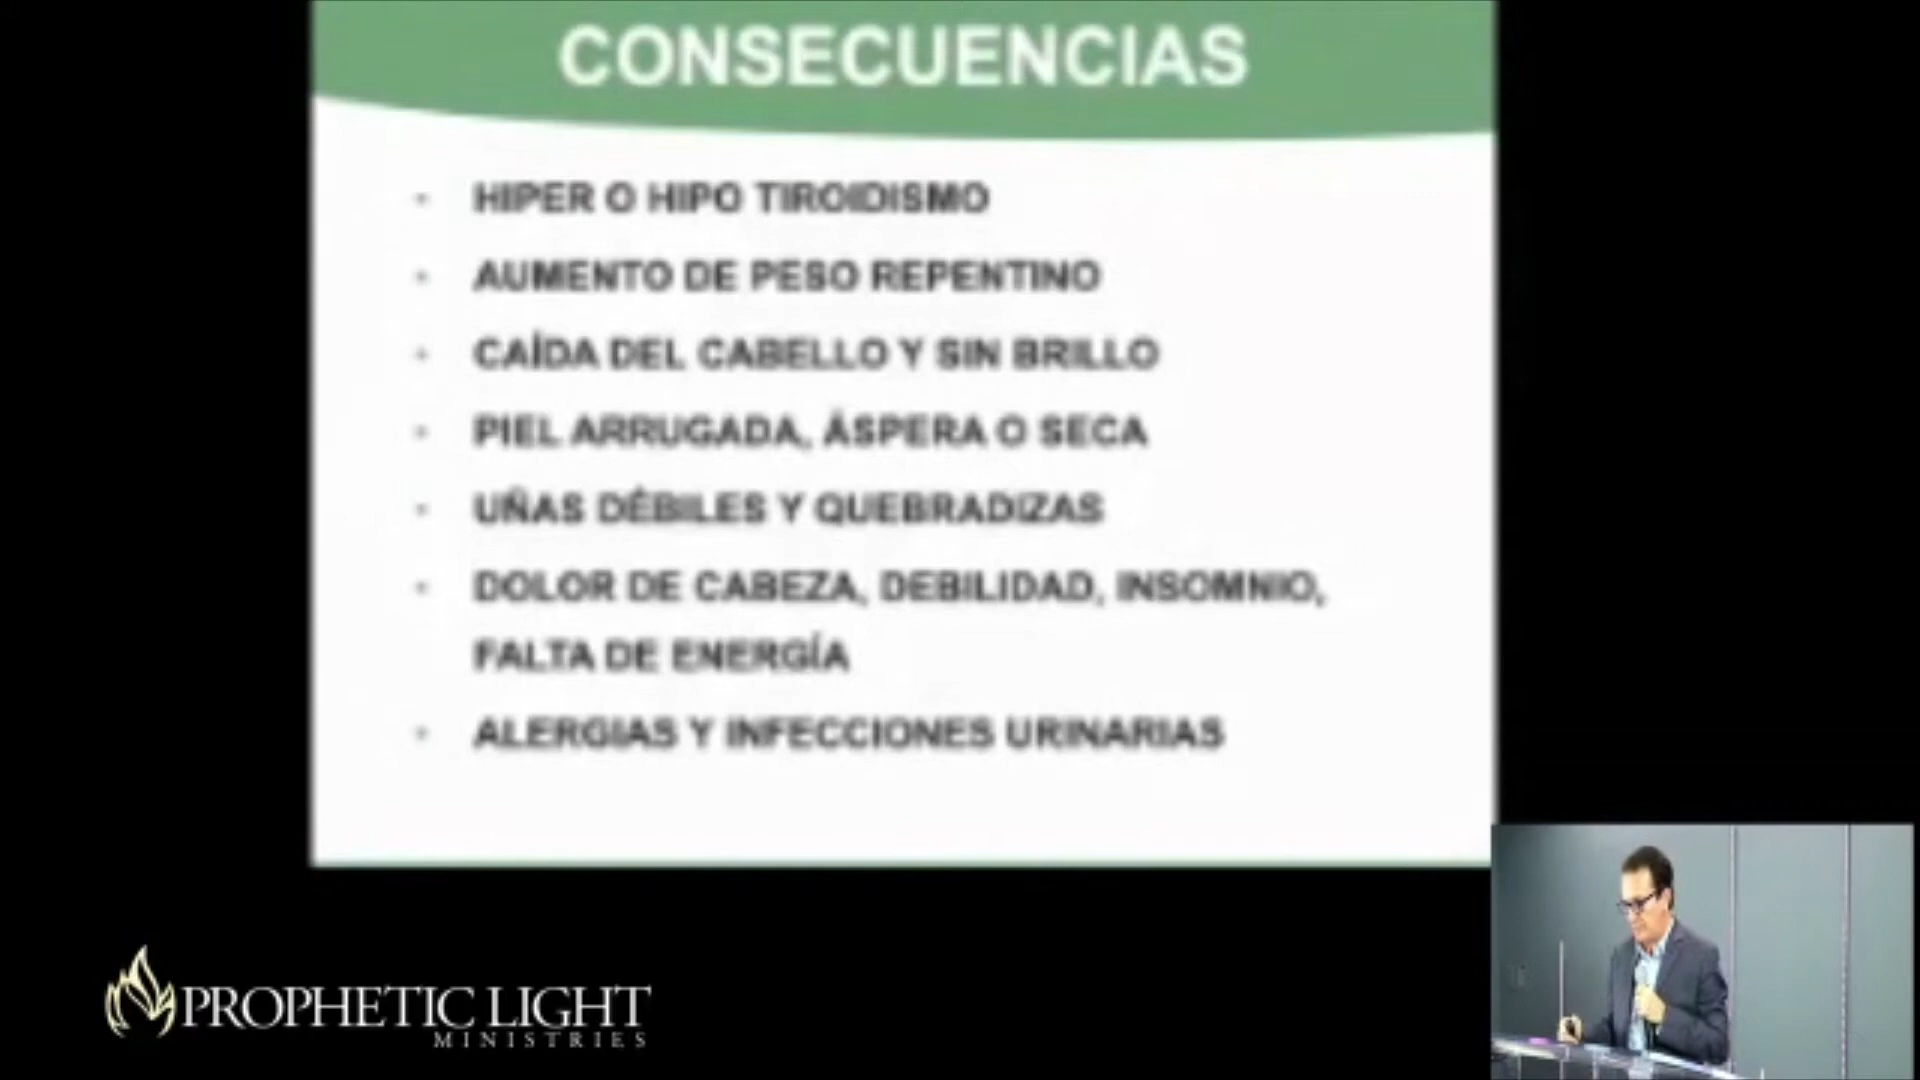 CONSECUENCIAS
- HIPER O HIPO TIROIDISMO
- AUMENTO DE PESO REPENTINO
- CAÍDA DEL CABELLO Y SIN BRILLO
- PIEL ARRUGADA, ÁSPERA O SECA
- UÑAS DÉBILES Y QUEBRADIZAS
- DOLOR DE CABEZA, DEBILIDAD, INSOMNIO,
FALTA DE ENERGÍA
- ALERGIAS Y INFECCIONES URINARIAS
PROPHETIC LIGHT
MINISTRIES